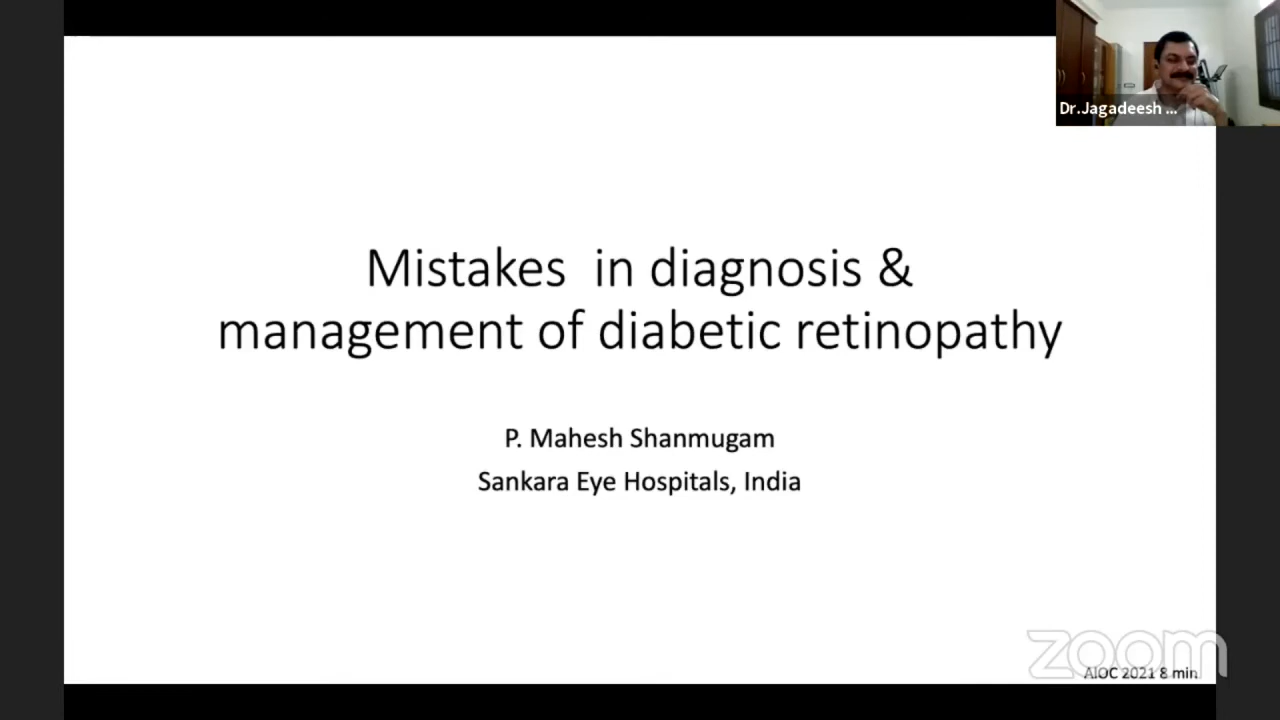 Dr.Jagadeesh ...
Mistakes in diagnosis &
management of diabetic retinopathy
P. Mahesh Shanmugam
Sankara Eye Hospitals, India
zoom
AIOC 2021 8 min